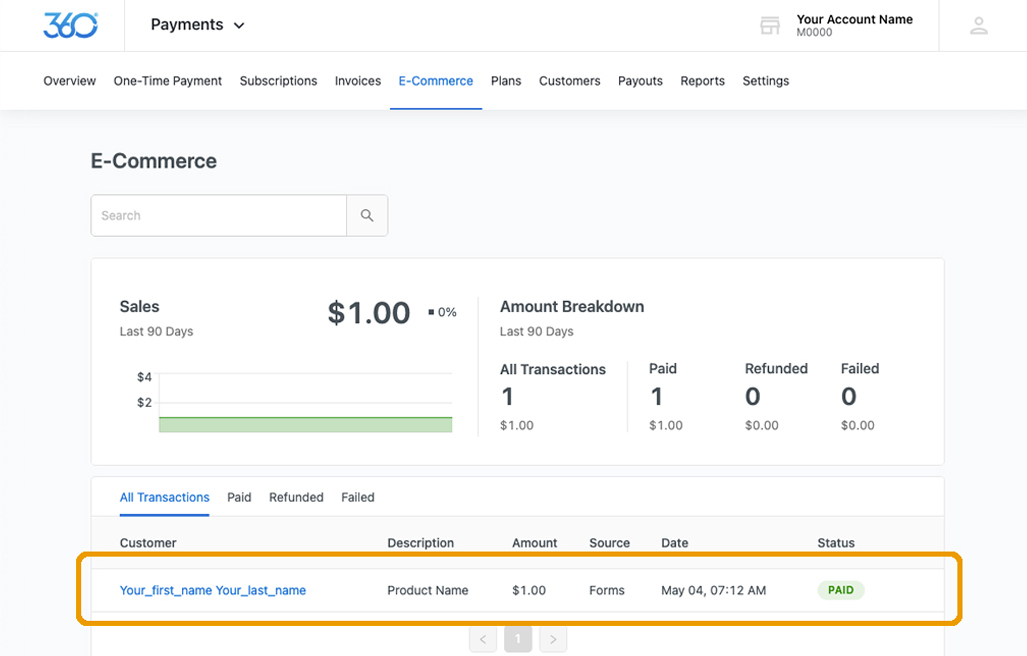 360 Payments Your Account Name
M0000
Overview One-Time Payment Subscriptions Invoices E-Commerce Plans Customers Payouts Reports Settings
E-Commerce
Search
Sales $1.00 0% Amount Breakdown
Last 90 Days Last 90 Days
All Transactions Paid Refunded Failed
$4
1 1 0 0
$2
$1.00 $1.00 $0.00 $0.00
All Transactions Paid Refunded Failed
Customer Description Amount Source Date Status
Your_first_name Your_last_name Product Name $1.00 Forms May 04, 07:12 AM PAID
< 1 >